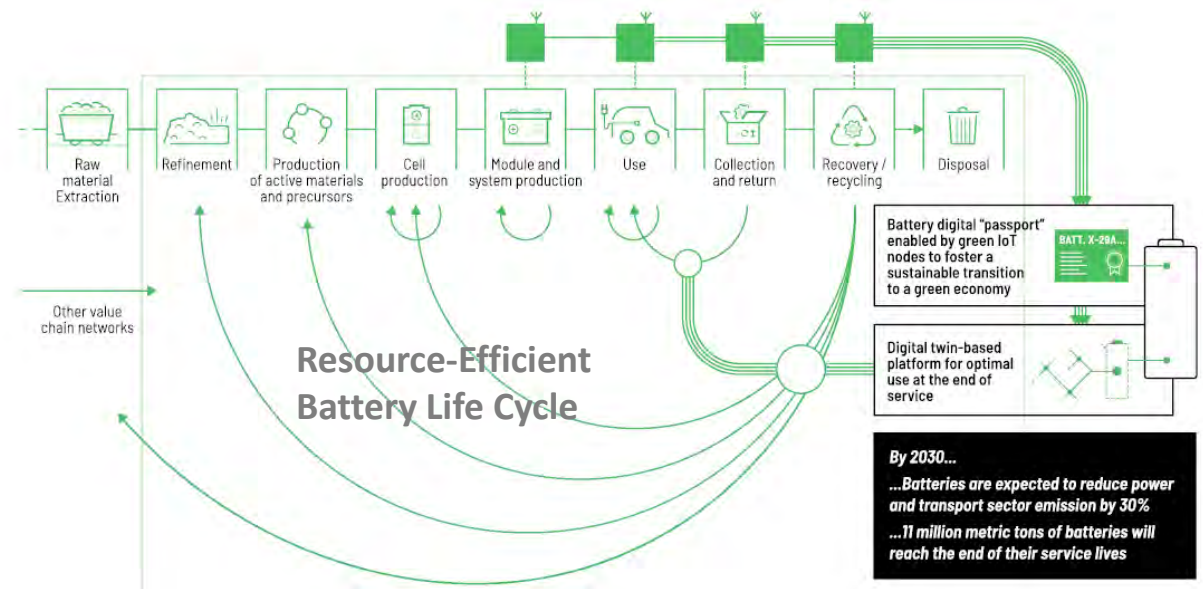 Raw
material
Extraction
Refinement
Production
of active materials
and precursors
Cell
production
Module and
system production
Use
Collection
and return
Recovery /
recycling
Disposal
Other value
chain networks
Resource-Efficient
Battery Life Cycle
Battery digital "passport"
enabled by green IoT
nodes to foster a
sustainable transition
to a green economy
BATT. X-29A...
Digital twin-based
platform for optimal
use at the end of
service
By 2030...
...Batteries are expected to reduce power
and transport sector emission by 30%
...11 million metric tons of batteries will
reach the end of their service lives